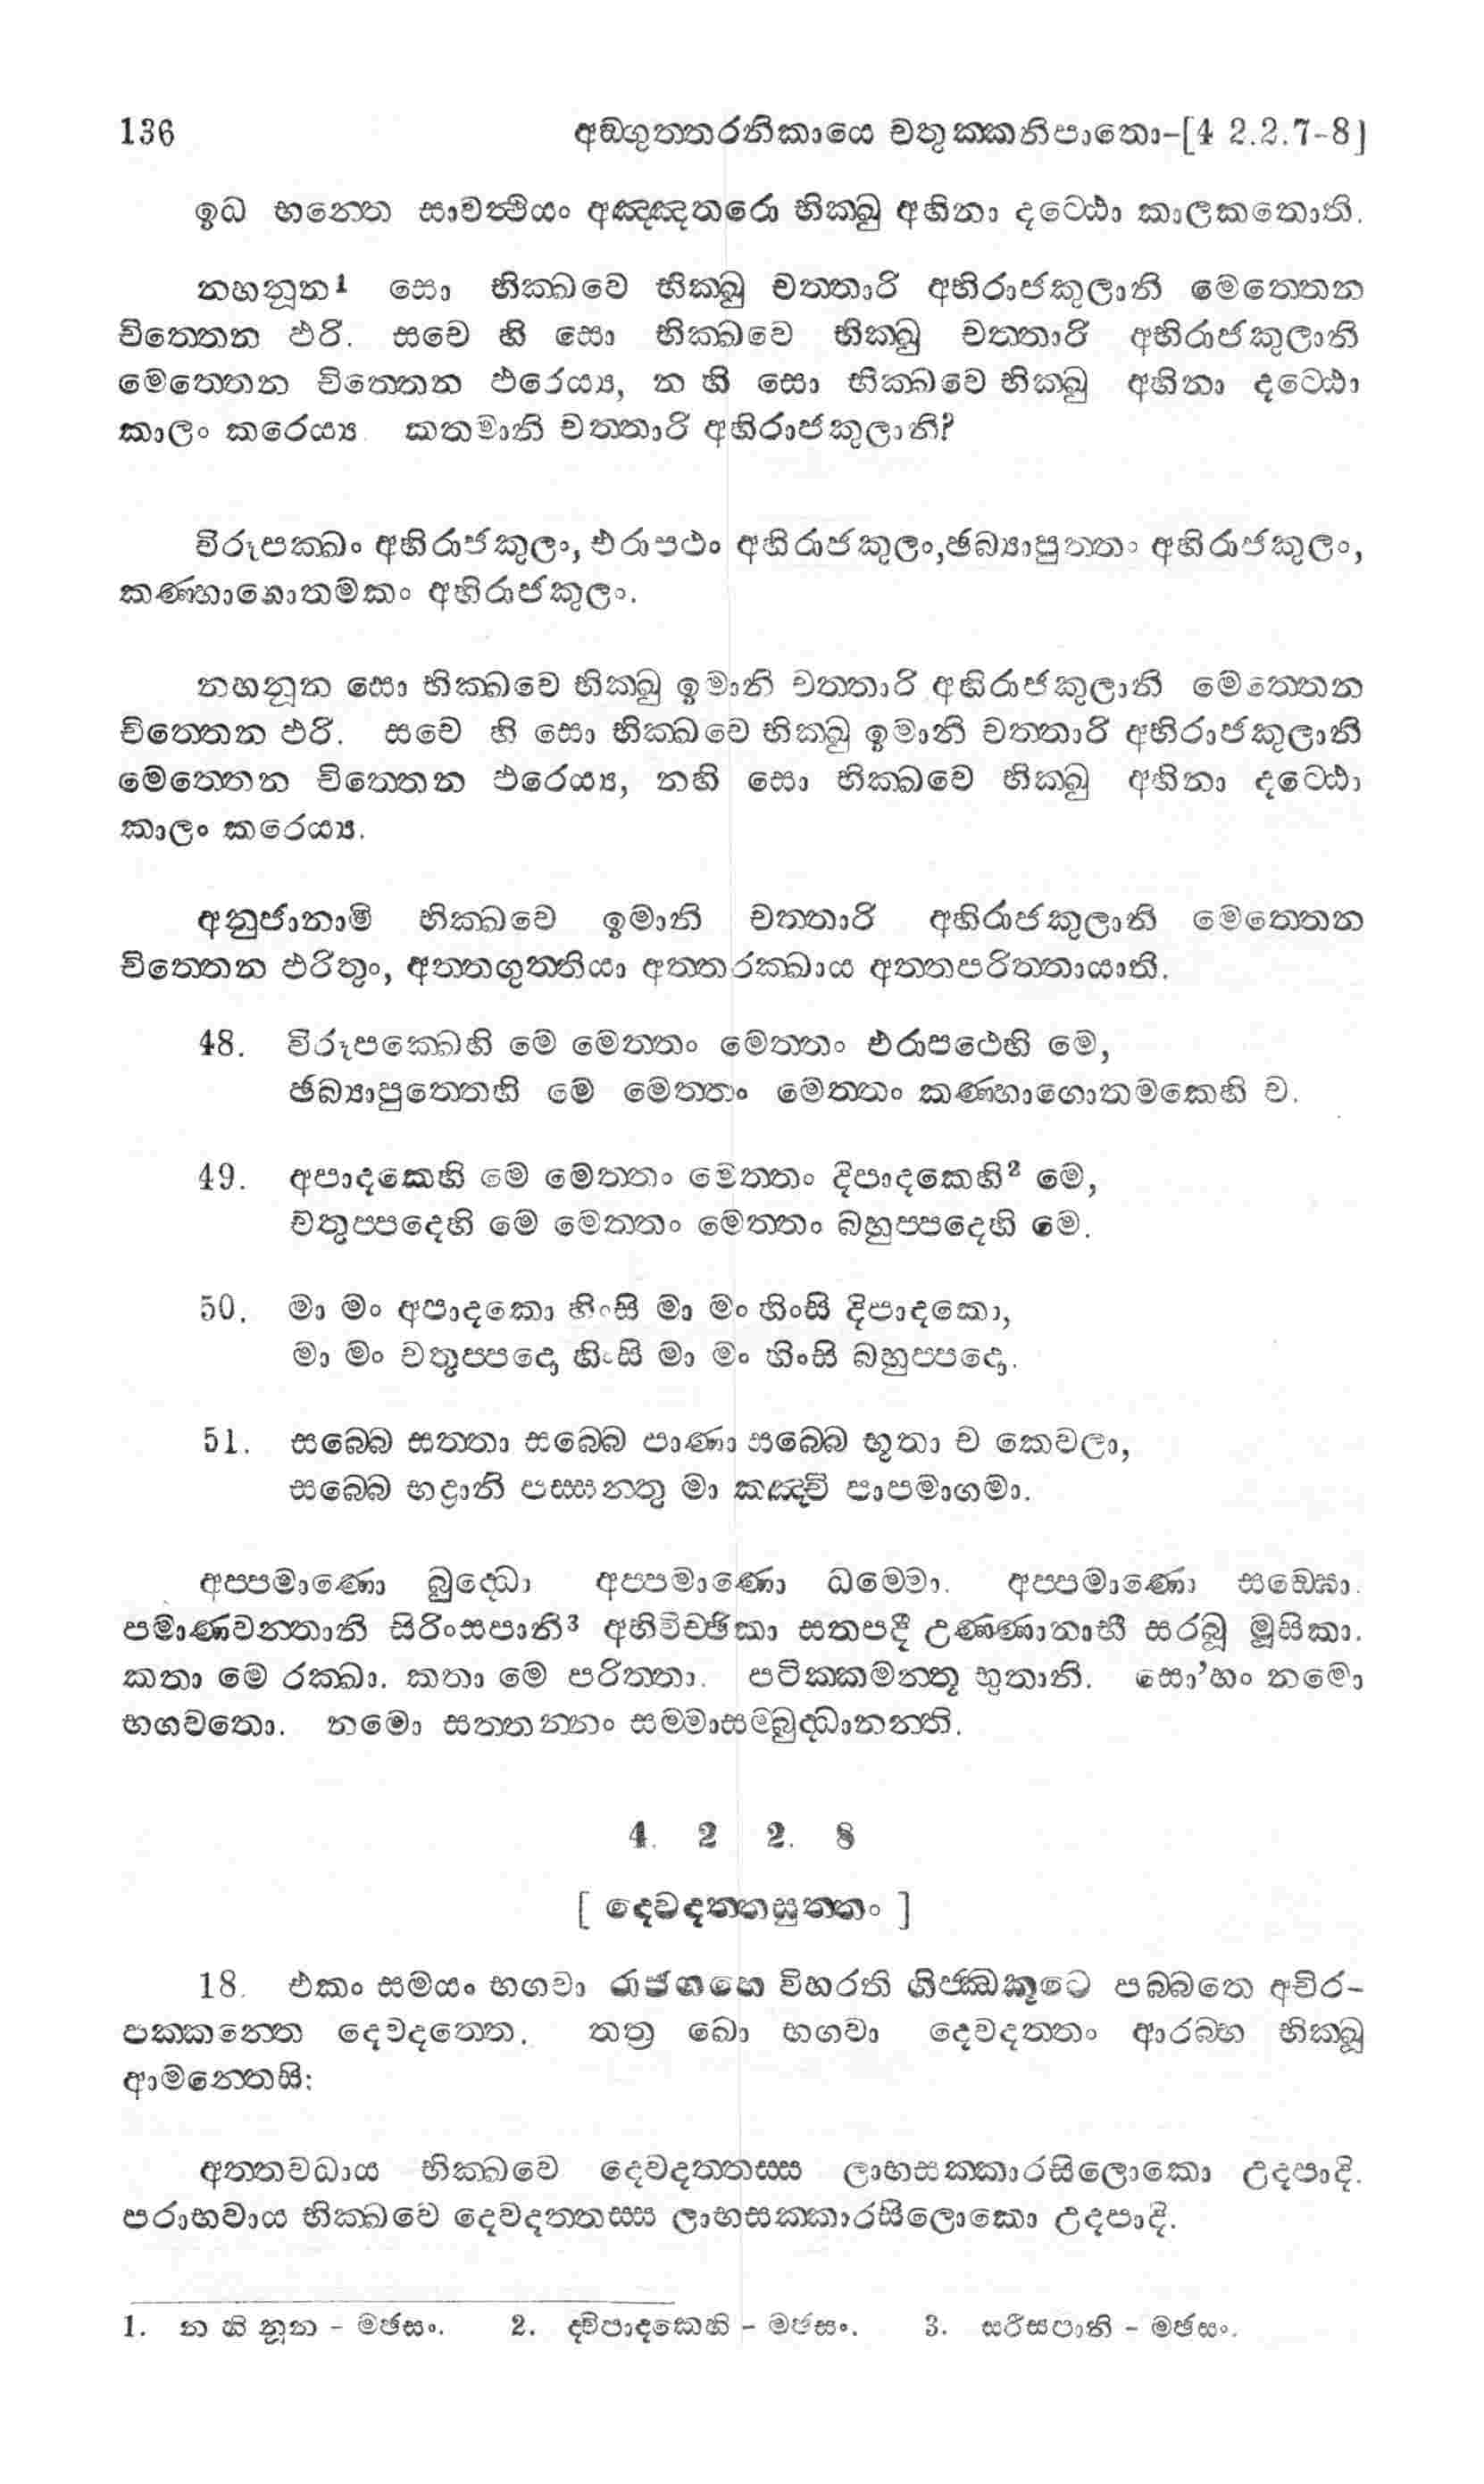 136 අඞ්ගුත්තරනිකායෙ චතුක්කනිපාතො-[4 2.2.7-8]
ඉධ භන්තෙ සාවත්ථියං අඤ්ඤතරො භික්ඛු අහිනා දට්ඨො කාලකතොති.
නහනූන¹ සො භික්ඛවෙ භික්ඛු චත්තාරි අහිරාජකුලානි මෙත්තෙන
චිත්තෙන ඵරි. සචෙ හි සො භික්ඛවෙ භික්ඛු චත්තාරි අහිරාජකුලානි
මෙත්තෙන චිත්තෙන ඵරෙය්‍ය, න හි සො භික්ඛවෙ භික්ඛු අහිනා දට්ඨො
කාලං කරෙය්‍ය. කතමානි චත්තාරි අහිරාජකුලානි?
විරූපක්ඛං අහිරාජකුලං, එරාපථං අහිරාජකුලං, ඡබ්‍යාපුත්තං අහිරාජකුලං,
කණ්හාගොතමකං අහිරාජකුලං.
නහනූන සො භික්ඛවෙ භික්ඛු ඉමානි චත්තාරි අහිරාජකුලානි මෙත්තෙන
චිත්තෙන ඵරි. සචෙ හි සො භික්ඛවෙ භික්ඛු ඉමානි චත්තාරි අහිරාජකුලානි
මෙත්තෙන චිත්තෙන ඵරෙය්‍ය, නහි සො භික්ඛවෙ භික්ඛු අහිනා දට්ඨො
කාලං කරෙය්‍ය.
අනුජානාමි භික්ඛවෙ ඉමානි චත්තාරි අහිරාජකුලානි මෙත්තෙන
චිත්තෙන ඵරිතුං, අත්තගුත්තියා අත්තරක්ඛාය අත්තපරිත්තායාති.
48. විරූපක්ඛෙහි මෙ මෙත්තං මෙත්තං එරාපථෙහි මෙ,
ඡබ්‍යාපුත්තෙහි මෙ මෙත්තං මෙත්තං කණ්හාගොතමකෙහි ච.
49. අපාදකෙහි මෙ මෙත්තං මෙත්තං දිපාදකෙහි² මෙ,
චතුප්පදෙහි මෙ මෙත්තං මෙත්තං බහුප්පදෙහි මෙ.
50. මා මං අපාදකො හිංසි මා මං හිංසි දිපාදකො,
මා මං චතුප්පදො හිංසි මා මං හිංසි බහුප්පදො.
51. සබ්බෙ සත්තා සබ්බෙ පාණා සබ්බෙ භූතා ච කෙවලා,
සබ්බෙ භද්‍රානි පස්සන්තු මා කඤ්චි පාපමාගමා.
අප්පමාණො බුද්ධො අප්පමාණො ධම්මො. අප්පමාණො සඞ්ඝො.
පමාණවන්තානි සිරිංසපානි³ අහිවිච්ඡිකා සතපදී උණ්ණානාභී සරබූ මූසිකා.
කතා මෙ රක්ඛා. කතා මෙ පරිත්තා. පටික්කමන්තූ භූතානි. සො’හං නමො
භගවතො. නමො සත්තන්නං සම්මාසම්බුද්ධානන්ති.
4. 2 2. 8
[ දෙවදත්තසුත්තං ]
18. එකං සමයං භගවා රාජගහෙ විහරති ගිජ්ඣකූටෙ පබ්බතෙ අචිර-
පක්කන්තෙ දෙවදත්තෙ. තත්‍ර ඛො භගවා දෙවදත්තං ආරබ්භ භික්ඛූ
ආමන්තෙසි:
අත්තවධාය භික්ඛවෙ දෙවදත්තස්ස ලාභසක්කාරසිලොකො උදපාදි.
පරාභවාය භික්ඛවෙ දෙවදත්තස්ස ලාභසක්කාරසිලොකො උදපාදි.
1. න හි නූන - මඡසං. 2. ද්විපාදකෙහි - මඡසං. 3. සරීසපානි - මඡසං.